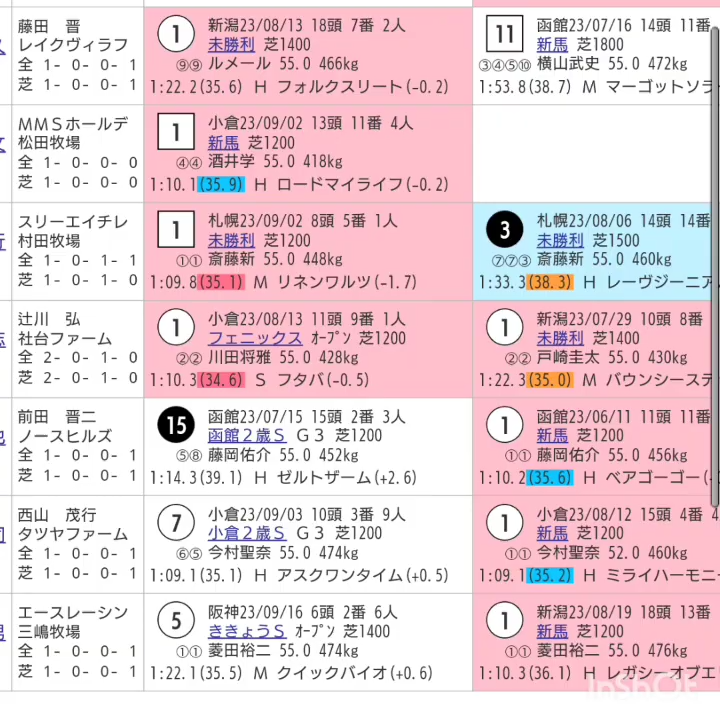 藤田　晋
レイクヴィラフ
全 1- 0- 0- 1
芝 1- 0- 0- 1
1 新潟23/08/13 18頭 7番 2人
未勝利 芝1400
⑨⑨ ルメール 55.0 466kg
1:22.2(35.6) H フォルクスリート(-0.2)
11 函館23/07/16 14頭 11番
新馬 芝1800
③④⑤⑩ 横山武史 55.0 472kg
1:53.8(38.7) M マーゴットソラ
MMSホールデ
松田牧場
全 1- 0- 0- 0
芝 1- 0- 0- 0
1 小倉23/09/02 13頭 11番 4人
新馬 芝1200
④④ 酒井学 55.0 418kg
1:10.1(35.9) H ロードマイライフ(-0.2)
スリーエイチレ
村田牧場
全 1- 0- 1- 1
芝 1- 0- 1- 0
1 札幌23/09/02 8頭 5番 1人
未勝利 芝1200
①① 斎藤新 55.0 448kg
1:09.8(35.1) M リネンワルツ(-1.7)
3 札幌23/08/06 14頭 14番
未勝利 芝1500
⑦⑦③ 斎藤新 55.0 460kg
1:33.3(38.3) H レーヴジーニア
辻川　弘
社台ファーム
全 2- 0- 1- 0
芝 2- 0- 1- 0
1 小倉23/08/13 11頭 9番 1人
フェニックス ｵｰﾌﾟﾝ 芝1200
②② 川田将雅 55.0 428kg
1:10.3(34.6) S フタバ(-0.5)
1 新潟23/07/29 10頭 8番
未勝利 芝1400
②② 戸崎圭太 55.0 430kg
1:22.3(35.0) M バウンシーステ
前田　晋二
ノースヒルズ
全 1- 0- 0- 1
芝 1- 0- 0- 1
15 函館23/07/15 15頭 2番 3人
函館２歳Ｓ Ｇ３ 芝1200
⑤⑧ 藤岡佑介 55.0 452kg
1:14.3(39.1) H ゼルトザーム(+2.6)
1 函館23/06/11 11頭 11番
新馬 芝1200
①① 藤岡佑介 55.0 456kg
1:10.2(35.6) H ベアゴーゴー(-
西山　茂行
タツヤファーム
全 1- 0- 0- 1
芝 1- 0- 0- 1
7 小倉23/09/03 10頭 3番 9人
小倉２歳Ｓ Ｇ３ 芝1200
⑥⑤ 今村聖奈 55.0 474kg
1:09.1(35.1) H アスクワンタイム(+0.5)
1 小倉23/08/12 15頭 4番 4
新馬 芝1200
①① 今村聖奈 52.0 460kg
1:09.1(35.2) H ミライハーモニー
エースレーシン
三嶋牧場
全 1- 0- 0- 1
芝 1- 0- 0- 1
5 阪神23/09/16 6頭 2番 6人
ききょうＳ ｵｰﾌﾟﾝ 芝1400
①① 菱田裕二 55.0 474kg
1:22.1(35.5) M クイックバイオ(+0.6)
1 新潟23/08/19 18頭 13番
新馬 芝1200
①① 菱田裕二 55.0 476kg
1:10.3(36.1) H レガシーオブエ
InShOt